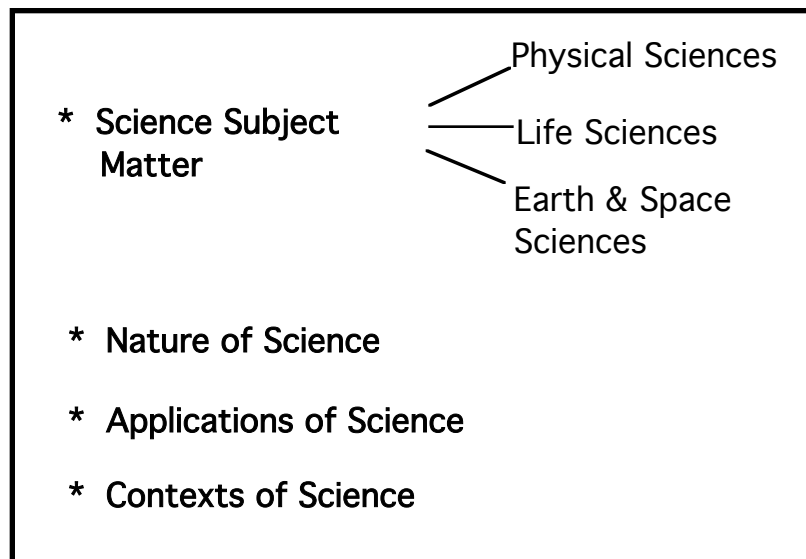 Physical Sciences
* Science Subject
Matter
Life Sciences
Earth & Space
Sciences
* Nature of Science
* Applications of Science
* Contexts of Science